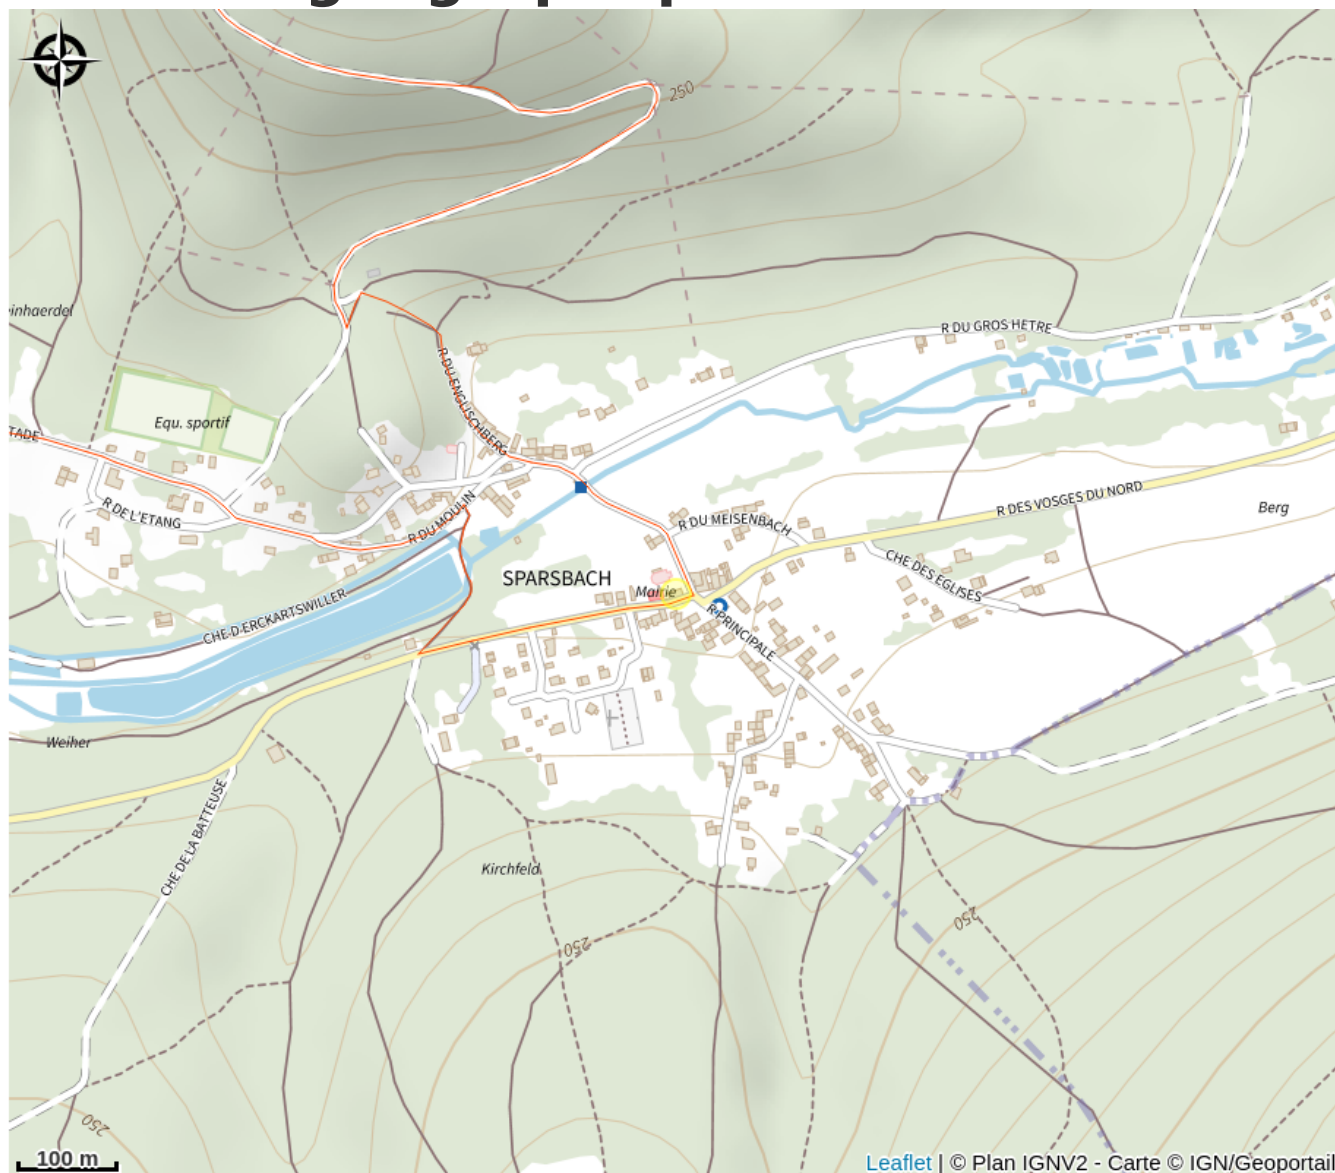 250
inhaerdel
R DU GROS HETRE
R DU ENGLISCHBERG
Equ. sportif
TADE
R DE L'ETANG
R DU MOULIN
R DU MEISENBACH
R DES VOSGES DU NORD
Berg
CHE DES EGLISES
SPARSBACH
Mairie
R PRINCIPALE
CHE D'ERCKARTSWILLER
Weiher
CHE DE LA BATTEUSE
Kirchfeld
250
250
250
100 m
Leaflet | © Plan IGNV2 - Carte © IGN/Geoportail